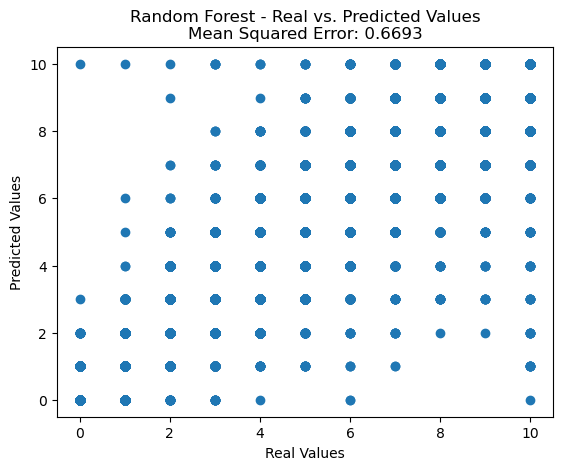 Random Forest - Real vs. Predicted Values
Mean Squared Error: 0.6693
10
8
6
4
2
0
Predicted Values
0 2 4 6 8 10
Real Values